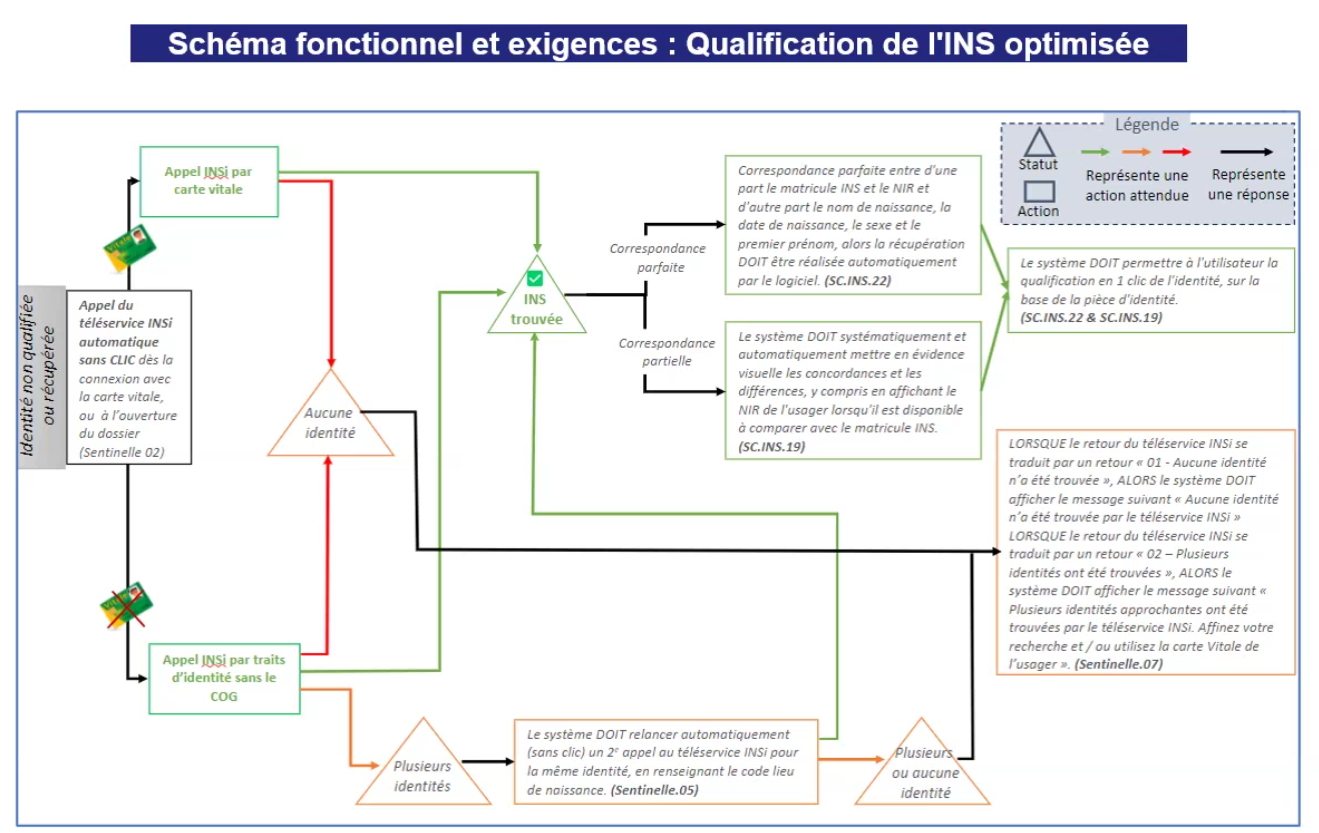 Schéma fonctionnel et exigences : Qualification de l'INS optimisée
Légende
Statut
Action
Représente une
action attendue
Représente
une réponse
Identité non qualifiée
ou récupérée
Appel du
téléservice INSi
automatique
sans CLIC dès la
connexion avec
la carte vitale,
ou à l'ouverture
du dossier
(Sentinelle 02)
Appel INSi par
carte vitale
Vitale
Aucune
identité
INS
trouvée
Correspondance
parfaite
Correspondance
partielle
Correspondance parfaite entre d'une
part le matricule INS et le NIR et
d'autre part le nom de naissance, la
date de naissance, le sexe et le
premier prénom, alors la récupération
DOIT être réalisée automatiquement
par le logiciel. (SC.INS.22)
Le système DOIT systématiquement et
automatiquement mettre en évidence
visuelle les concordances et les
différences, y compris en affichant le
NIR de l'usager lorsqu'il est disponible
à comparer avec le matricule INS.
(SC.INS.19)
Le système DOIT permettre à l'utilisateur la
qualification en 1 clic de l'identité, sur la
base de la pièce d'identité.
(SC.INS.22 & SC.INS.19)
LORSQUE le retour du téléservice INSi se
traduit par un retour « 01 - Aucune identité
n'a été trouvée », ALORS le système DOIT
afficher le message suivant « Aucune identité
n'a été trouvée par le téléservice INSi »
LORSQUE le retour du téléservice INSi se
traduit par un retour « 02 – Plusieurs
identités ont été trouvées », ALORS le
système DOIT afficher le message suivant «
Plusieurs identités approchantes ont été
trouvées par le téléservice INSi. Affinez votre
recherche et / ou utilisez la carte Vitale de
l'usager ». (Sentinelle.07)
Appel INSi par traits
d'identité sans le
COG
Plusieurs
identités
Le système DOIT relancer automatiquement
(sans clic) un 2e appel au téléservice INSi pour
la même identité, en renseignant le code lieu
de naissance. (Sentinelle.05)
Plusieurs
ou aucune
identité